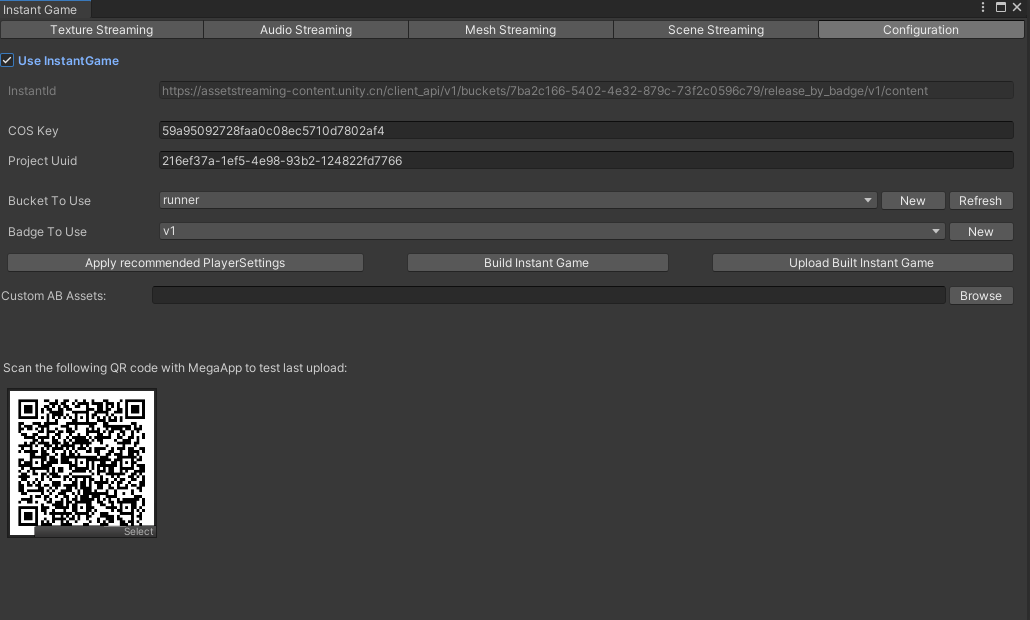 Instant Game
Texture Streaming Audio Streaming Mesh Streaming Scene Streaming Configuration
Use InstantGame
InstantId https://assetstreaming-content.unity.cn/client_api/v1/buckets/7ba2c166-5402-4e32-879c-73f2c0596c79/release_by_badge/v1/content
COS Key 59a95092728faa0c08ec5710d7802af4
Project Uuid 216ef37a-1ef5-4e98-93b2-124822fd7766
Bucket To Use runner New Refresh
Badge To Use v1 New
Apply recommended PlayerSettings Build Instant Game Upload Built Instant Game
Custom AB Assets: Browse
Scan the following QR code with MegaApp to test last upload:
Select